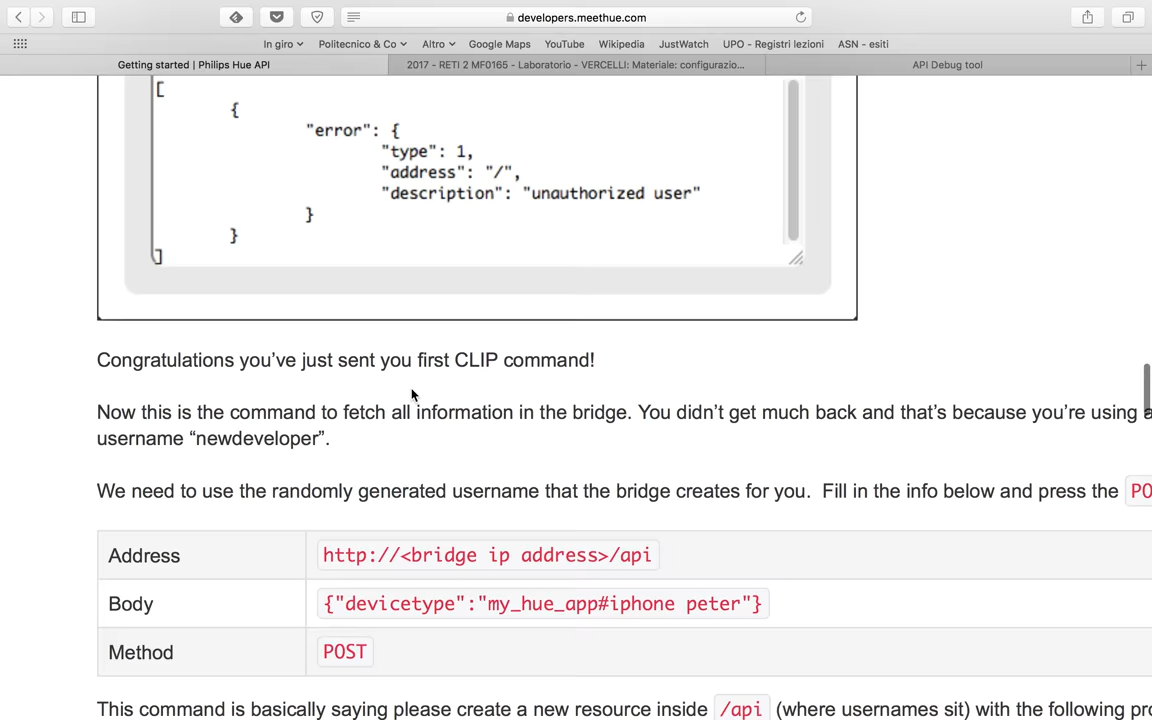 developers.meethue.com
In giro Politecnico & Co Altro Google Maps YouTube Wikipedia JustWatch UPO - Registri lezioni ASN - esiti
Getting started | Philips Hue API 2017 - RETI 2 MF0165 - Laboratorio - VERCELLI: Materiale: configurazio... API Debug tool
[
{
"error": {
"type": 1,
"address": "/",
"description": "unauthorized user"
}
}
]
Congratulations you've just sent you first CLIP command!
Now this is the command to fetch all information in the bridge. You didn't get much back and that's because you're using a
username “newdeveloper”.
We need to use the randomly generated username that the bridge creates for you. Fill in the info below and press the PO
Address http://<bridge ip address>/api
Body {"devicetype":"my_hue_app#iphone peter"}
Method POST
This command is basically saying please create a new resource inside /api (where usernames sit) with the following pro